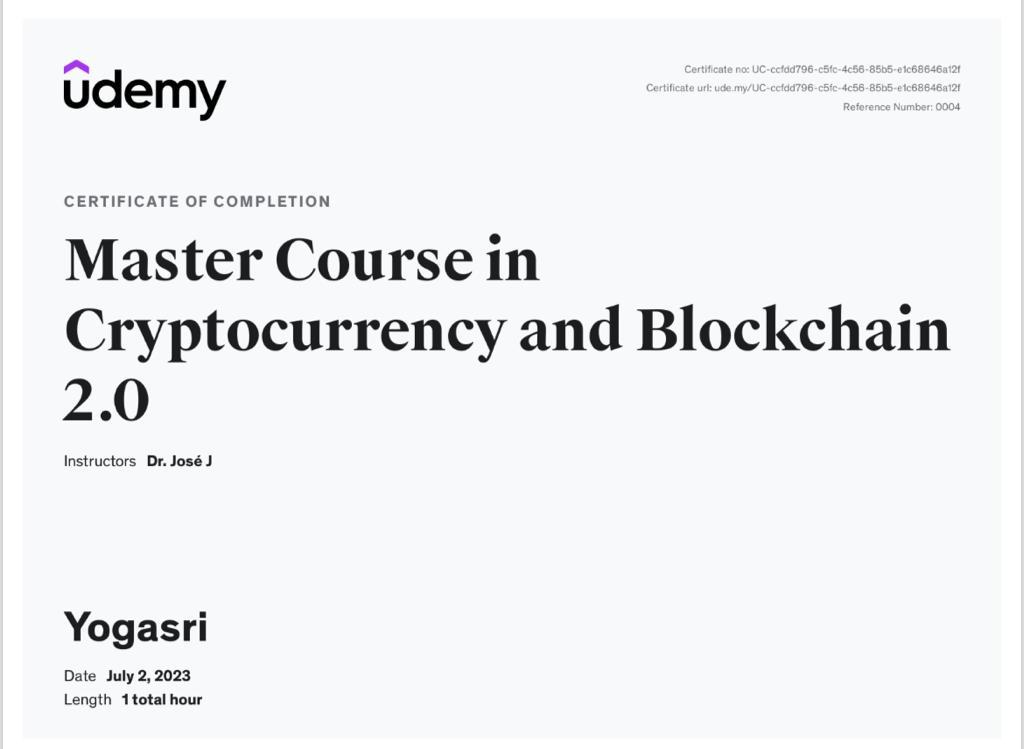 udemy
Certificate no: UC-ccfdd796-c5fc-4c56-85b5-e1c68646a12f
Certificate url: ude.my/UC-ccfdd796-c5fc-4c56-85b5-e1c68646a12f
Reference Number: 0004
CERTIFICATE OF COMPLETION
Master Course in
Cryptocurrency and Blockchain
2.0
Instructors Dr. José J
Yogasri
Date July 2, 2023
Length 1 total hour